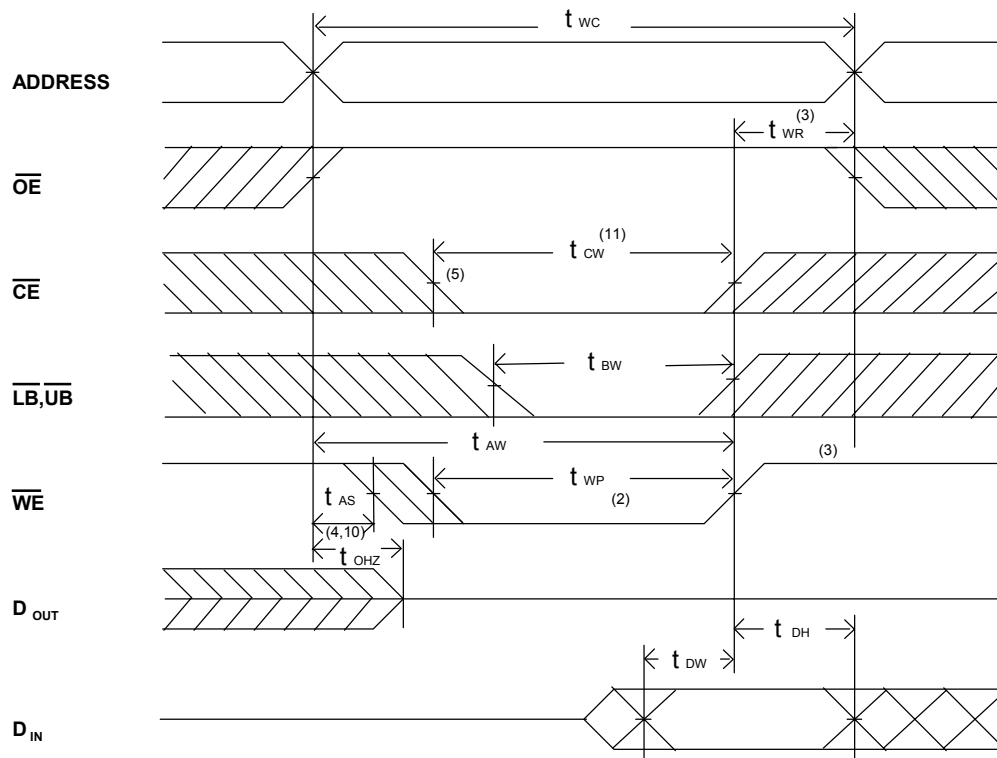 t WC
ADDRESS
t WR (3)
OE
t CW (11)
CE
(5)
t BW
LB,UB
t AW
(3)
WE
t AS
t WP
(2)
(4,10)
t OHZ
D OUT
t DH
t DW
D IN